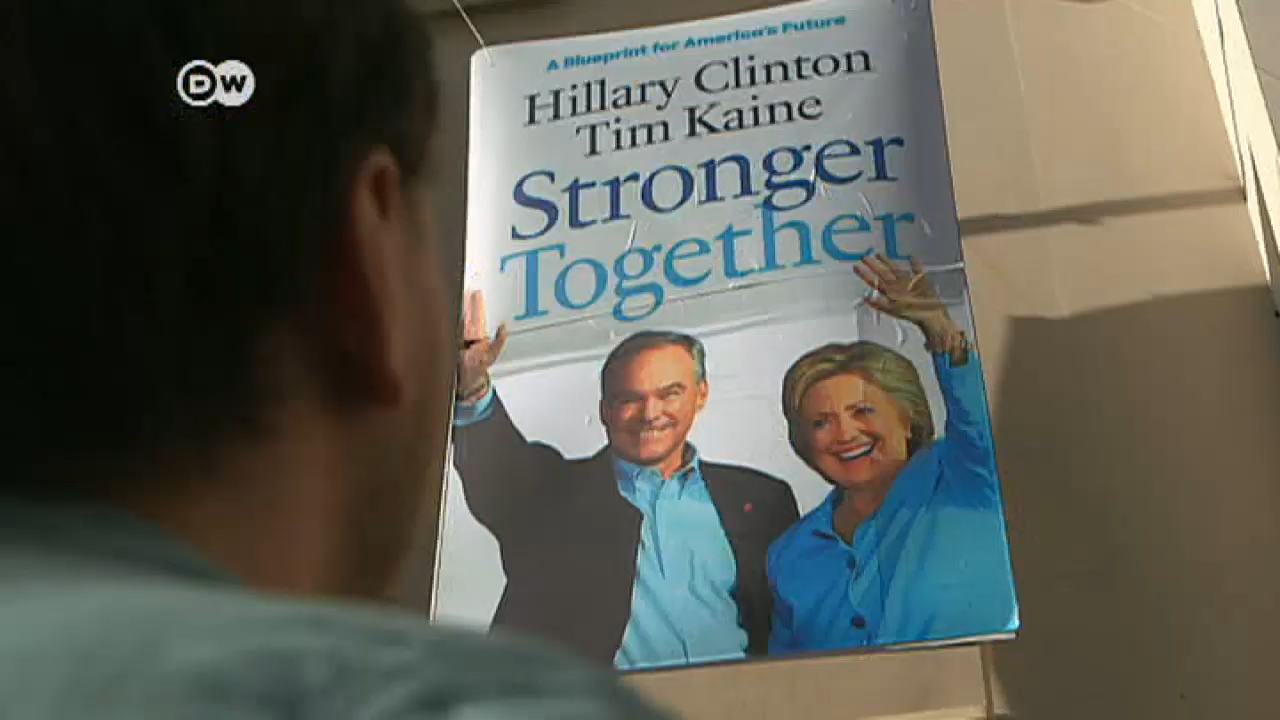 DW
A Blueprint for America's Future
Hillary Clinton
Tim Kaine
Stronger
Together